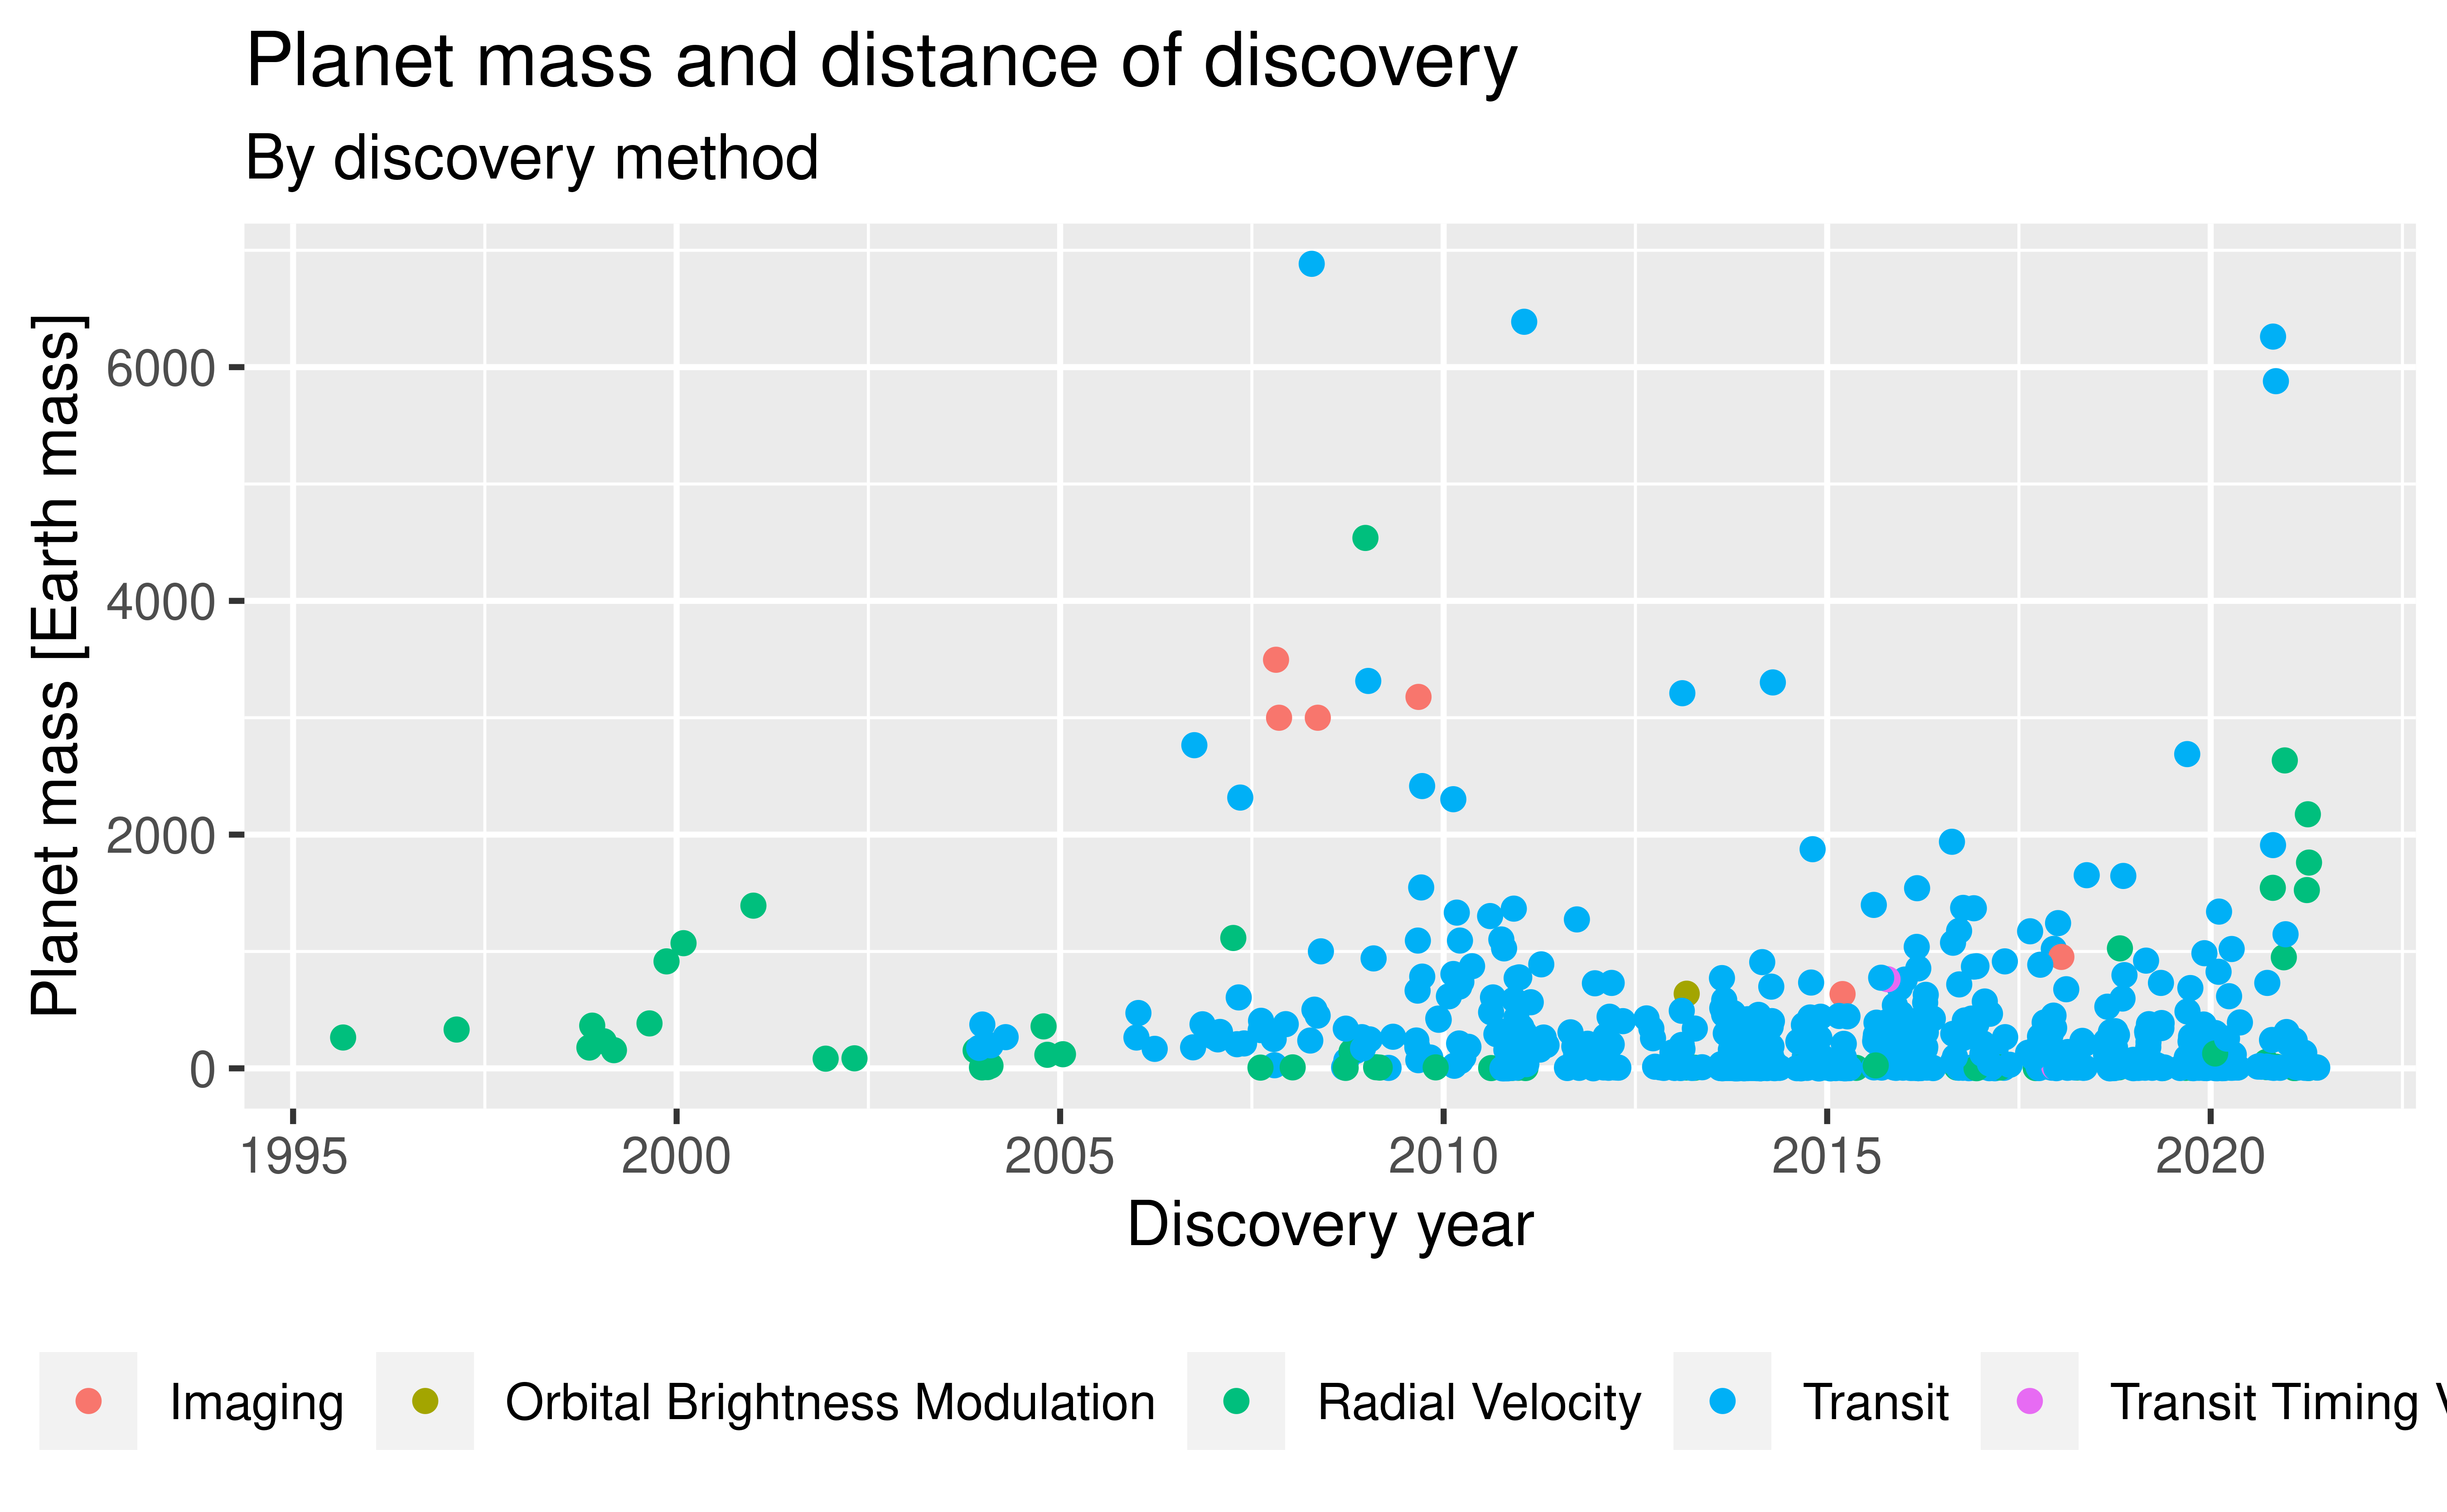 Planet mass and distance of discovery
By discovery method
Planet mass [Earth mass]
6000
4000
2000
0
1995 2000 2005 2010 2015 2020
Discovery year
Imaging Orbital Brightness Modulation Radial Velocity Transit Transit Timing